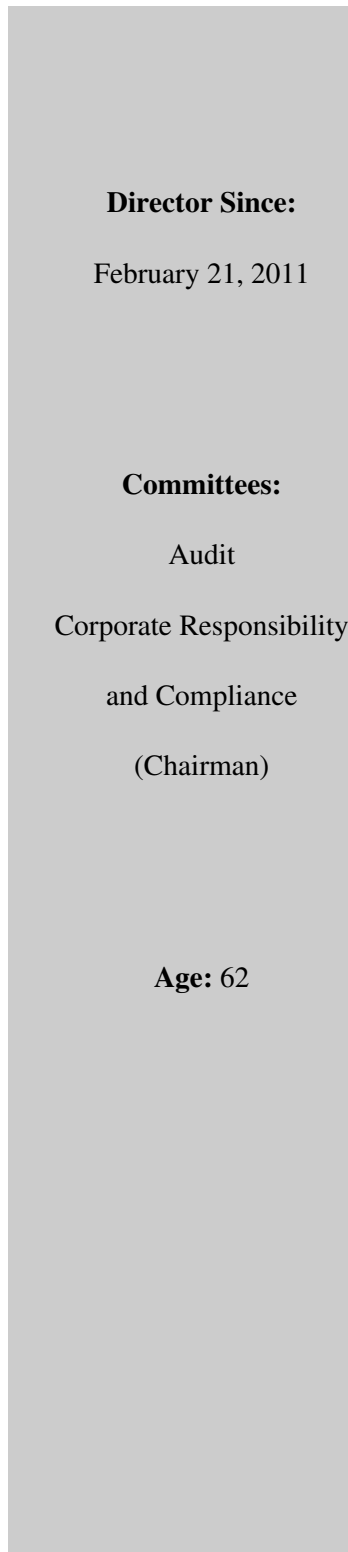 Director Since:
February 21, 2011
Committees:
Audit
Corporate Responsibility
and Compliance
(Chairman)
Age: 62